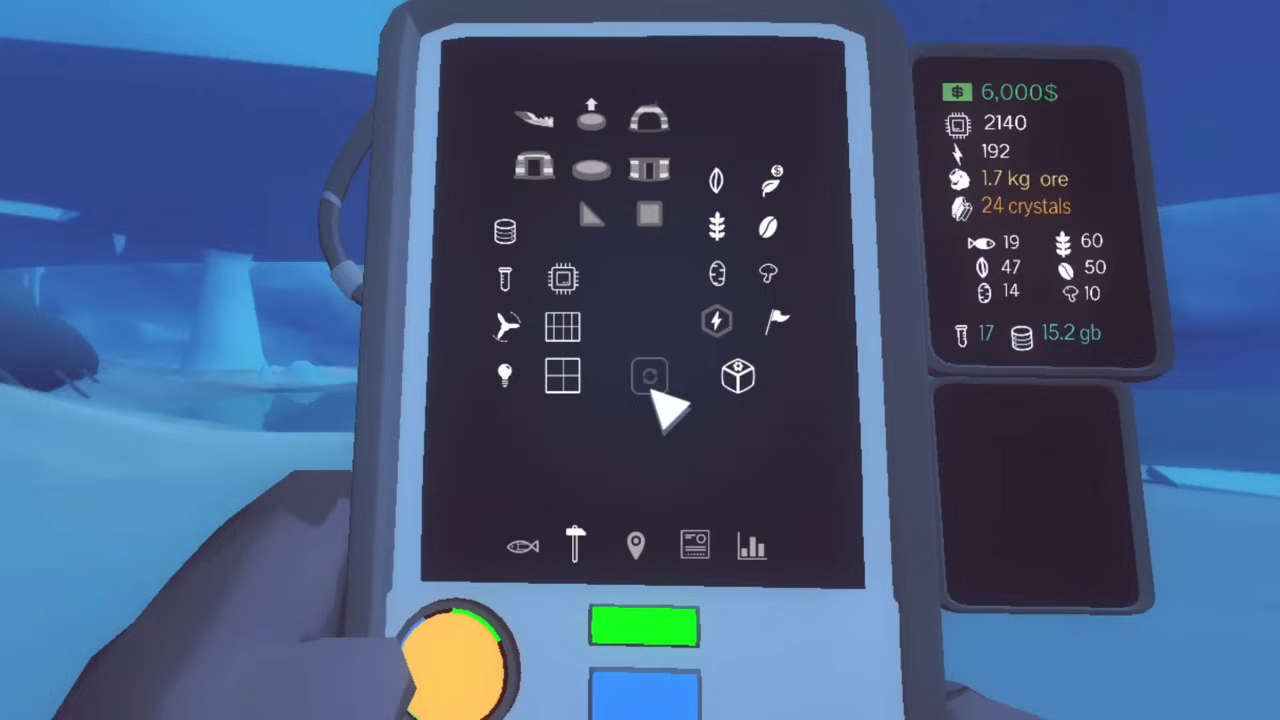 $ 6,000$
2140
192
1.7 kg ore
24 crystals
19 60
47 50
14 10
17 15.2 gb
$